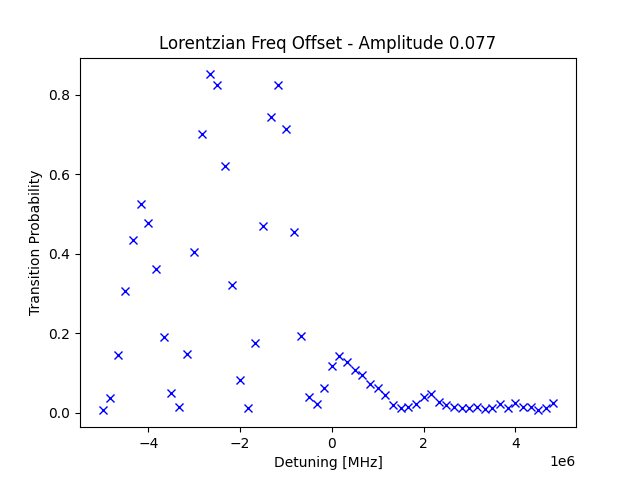 Lorentzian Freq Offset - Amplitude 0.077
Transition Probability
0.8
0.6
0.4
0.2
0.0
−4
−2
0
2
4
1e6
Detuning [MHz]